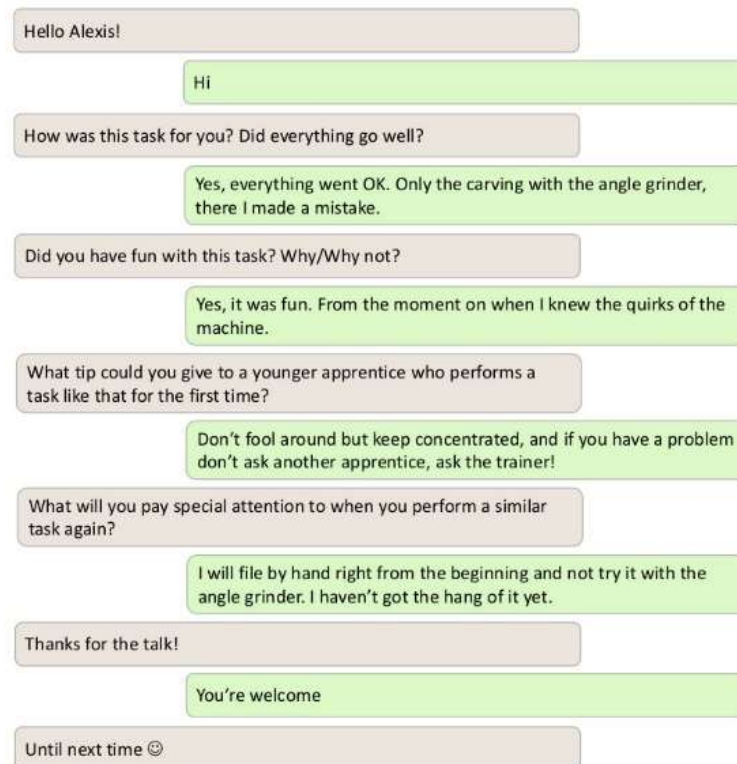 Hello Alexis!
Hi
How was this task for you? Did everything go well?
Yes, everything went OK. Only the carving with the angle grinder,
there I made a mistake.
Did you have fun with this task? Why/Why not?
Yes, it was fun. From the moment on when I knew the quirks of the
machine.
What tip could you give to a younger apprentice who performs a
task like that for the first time?
Don't fool around but keep concentrated, and if you have a problem
don't ask another apprentice, ask the trainer!
What will you pay special attention to when you perform a similar
task again?
I will file by hand right from the beginning and not try it with the
angle grinder. I haven't got the hang of it yet.
Thanks for the talk!
You're welcome
Until next time ☺